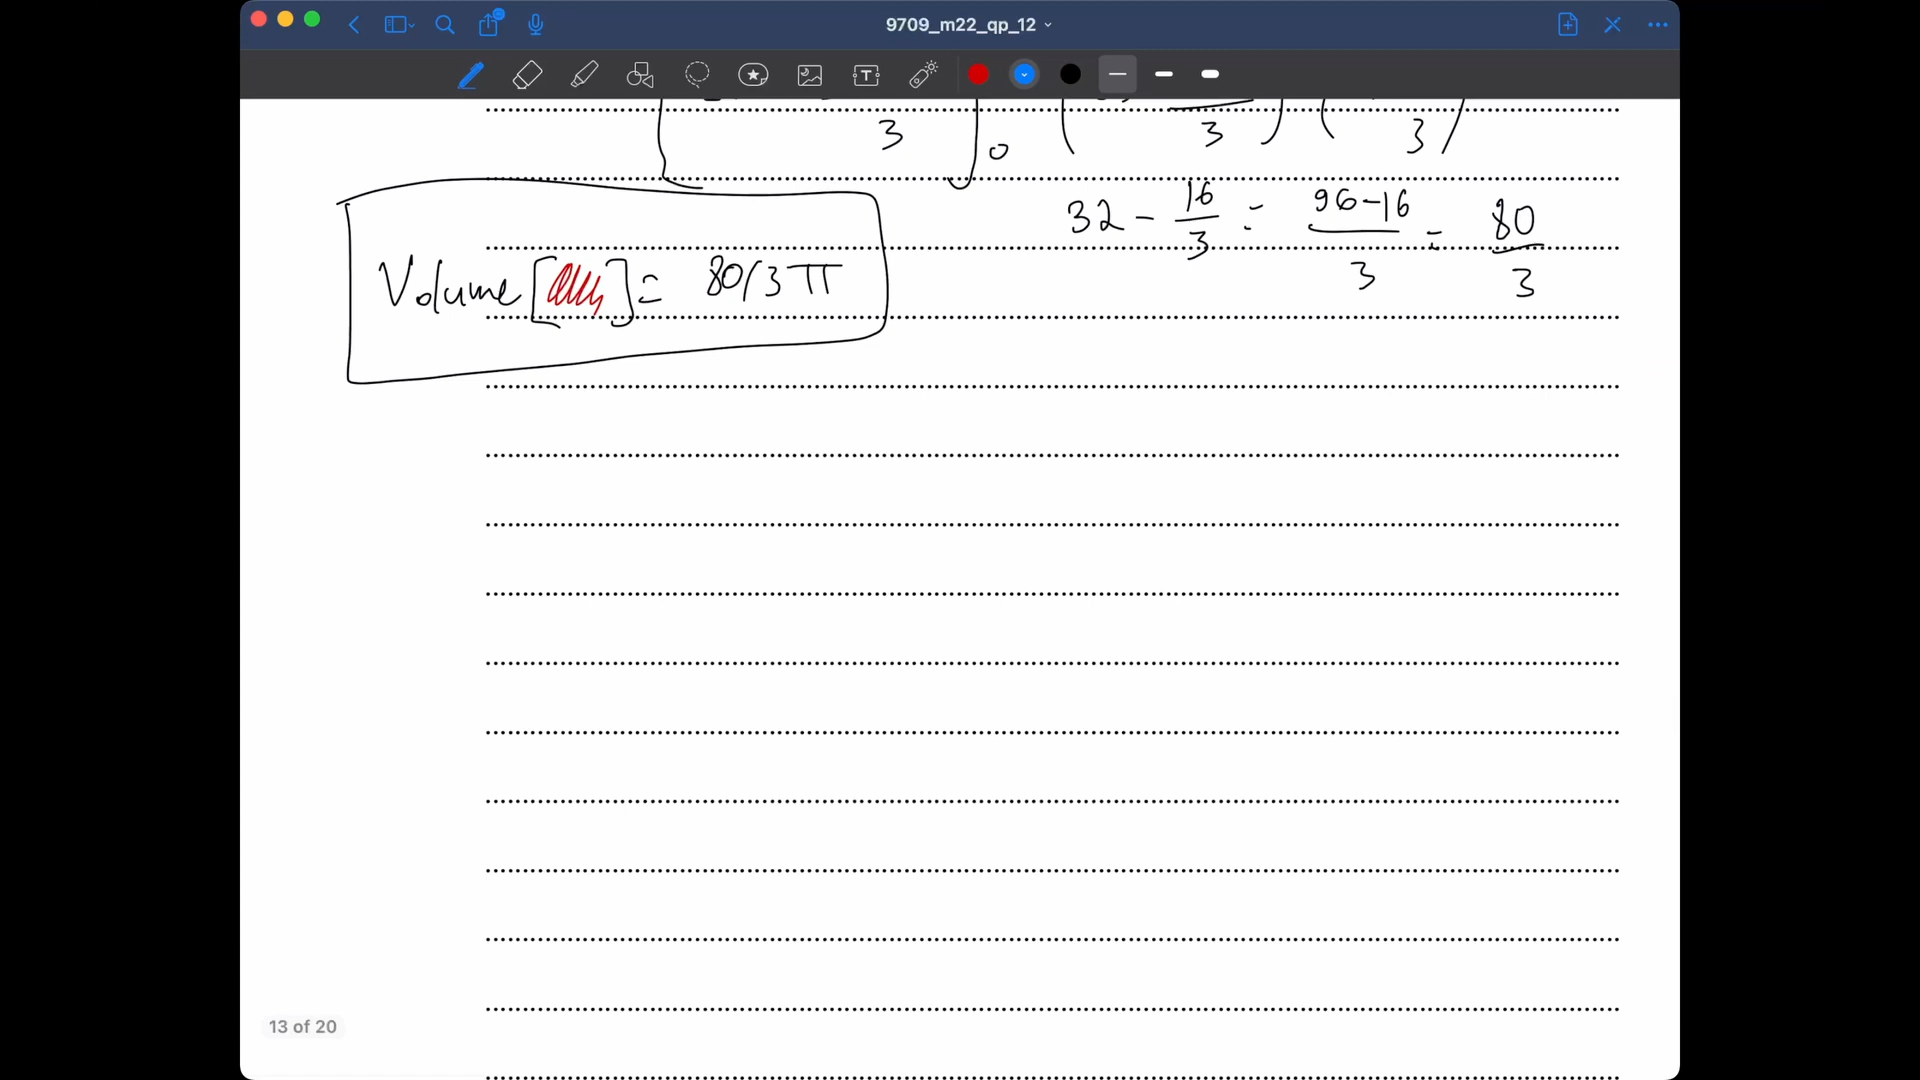 9709_m22_qp_12
3 0 3 3
32 - 16/3 = 96-16/3 = 80/3
Volume [ ] = 80/3 π
13 of 20